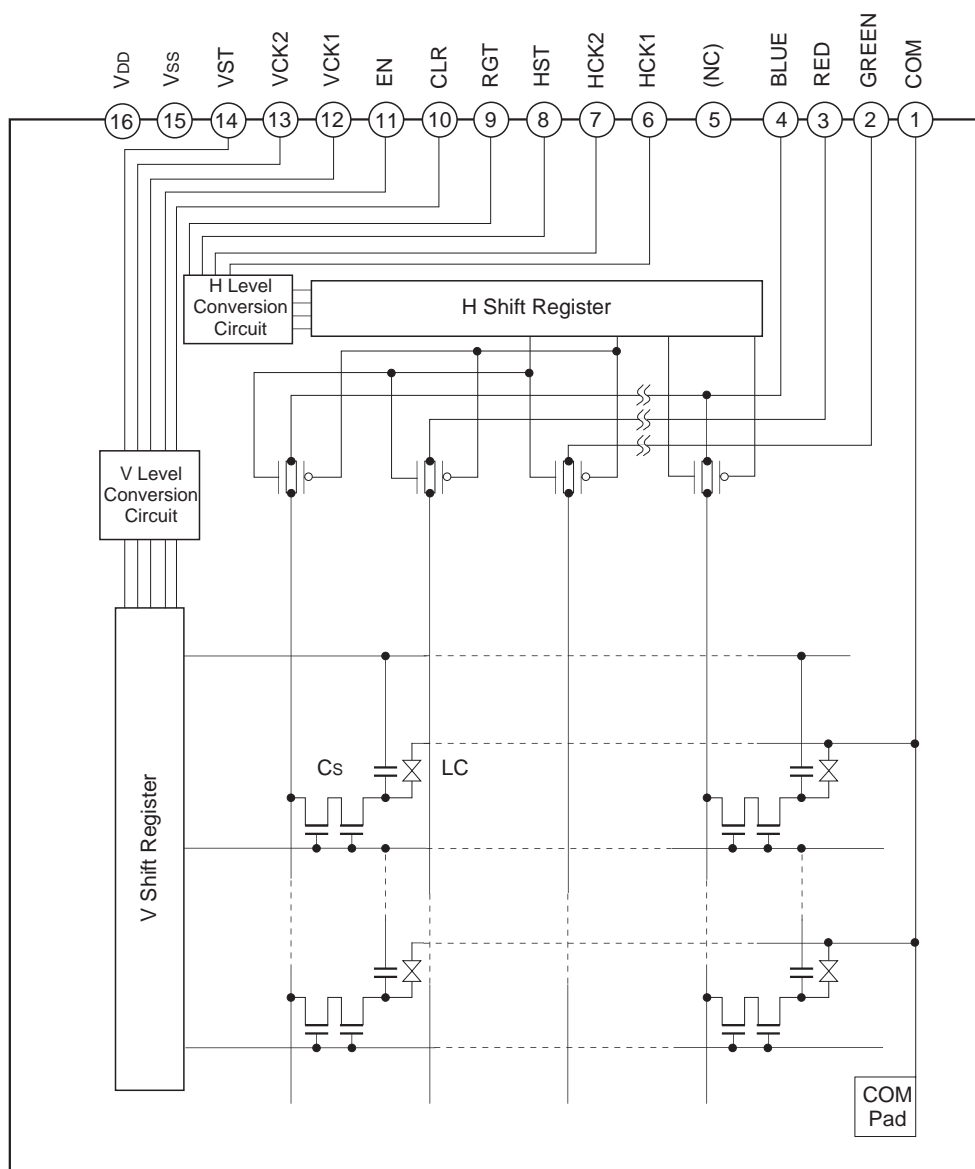 VDD
VSS
VST
VCK2
VCK1
EN
CLR
RGT
HST
HCK2
HCK1
(NC)
BLUE
RED
GREEN
COM
16
15
14
13
12
11
10
9
8
7
6
5
4
3
2
1
H Level
Conversion
Circuit
H Shift Register
V Level
Conversion
Circuit
V Shift Register
CS
LC
COM
Pad